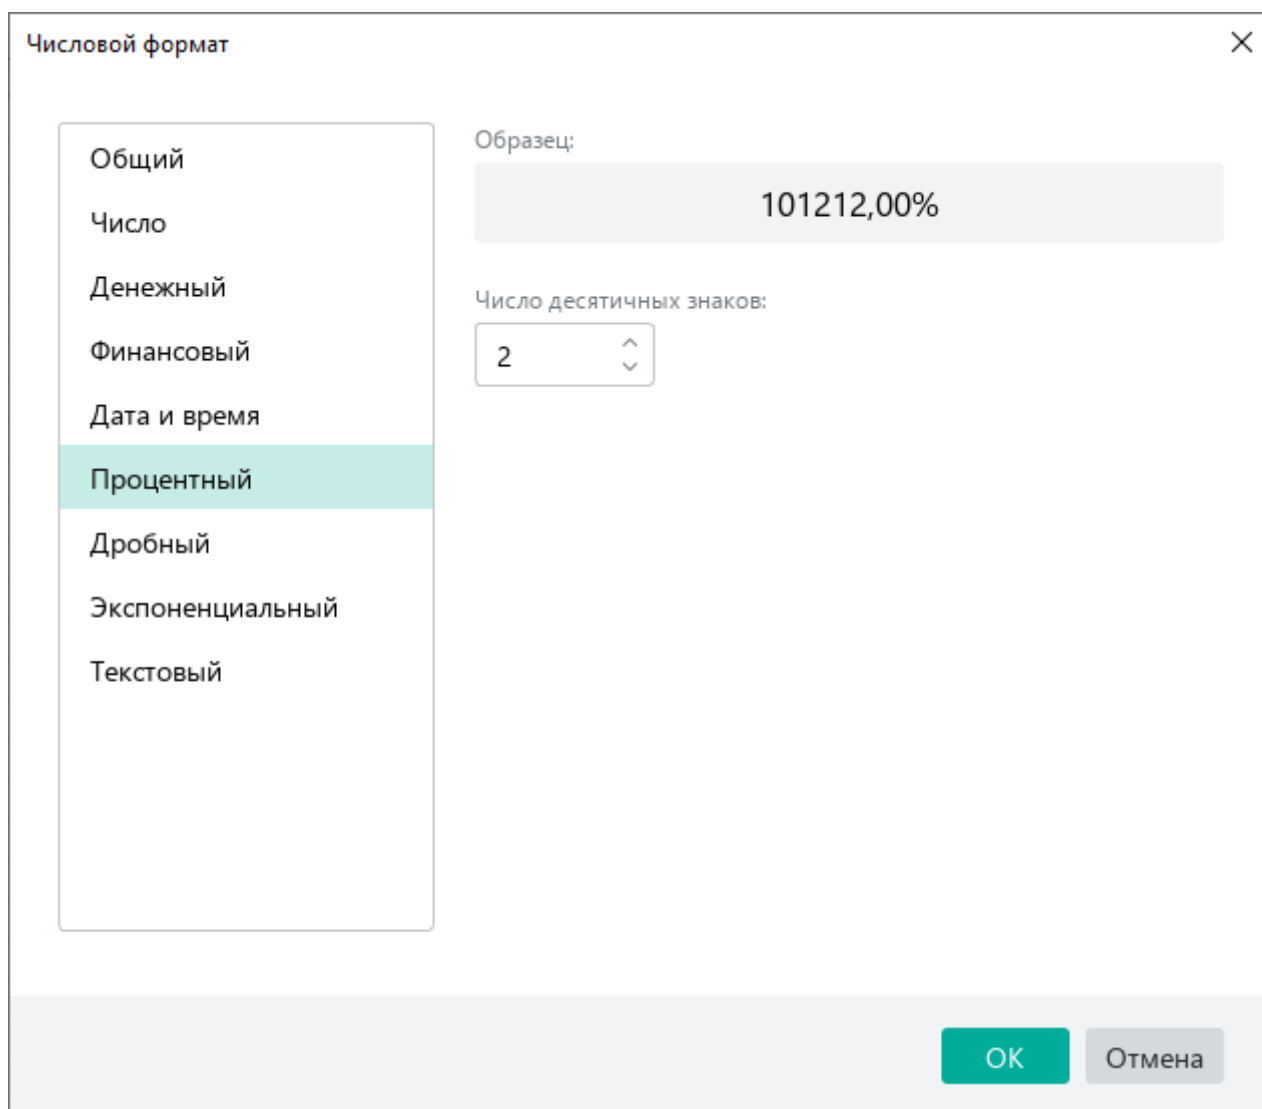 Числовой формат
Общий
Число
Денежный
Финансовый
Дата и время
Процентный
Дробный
Экспоненциальный
Текстовый
Образец:
101212,00%
Число десятичных знаков:
2
ОК
Отмена